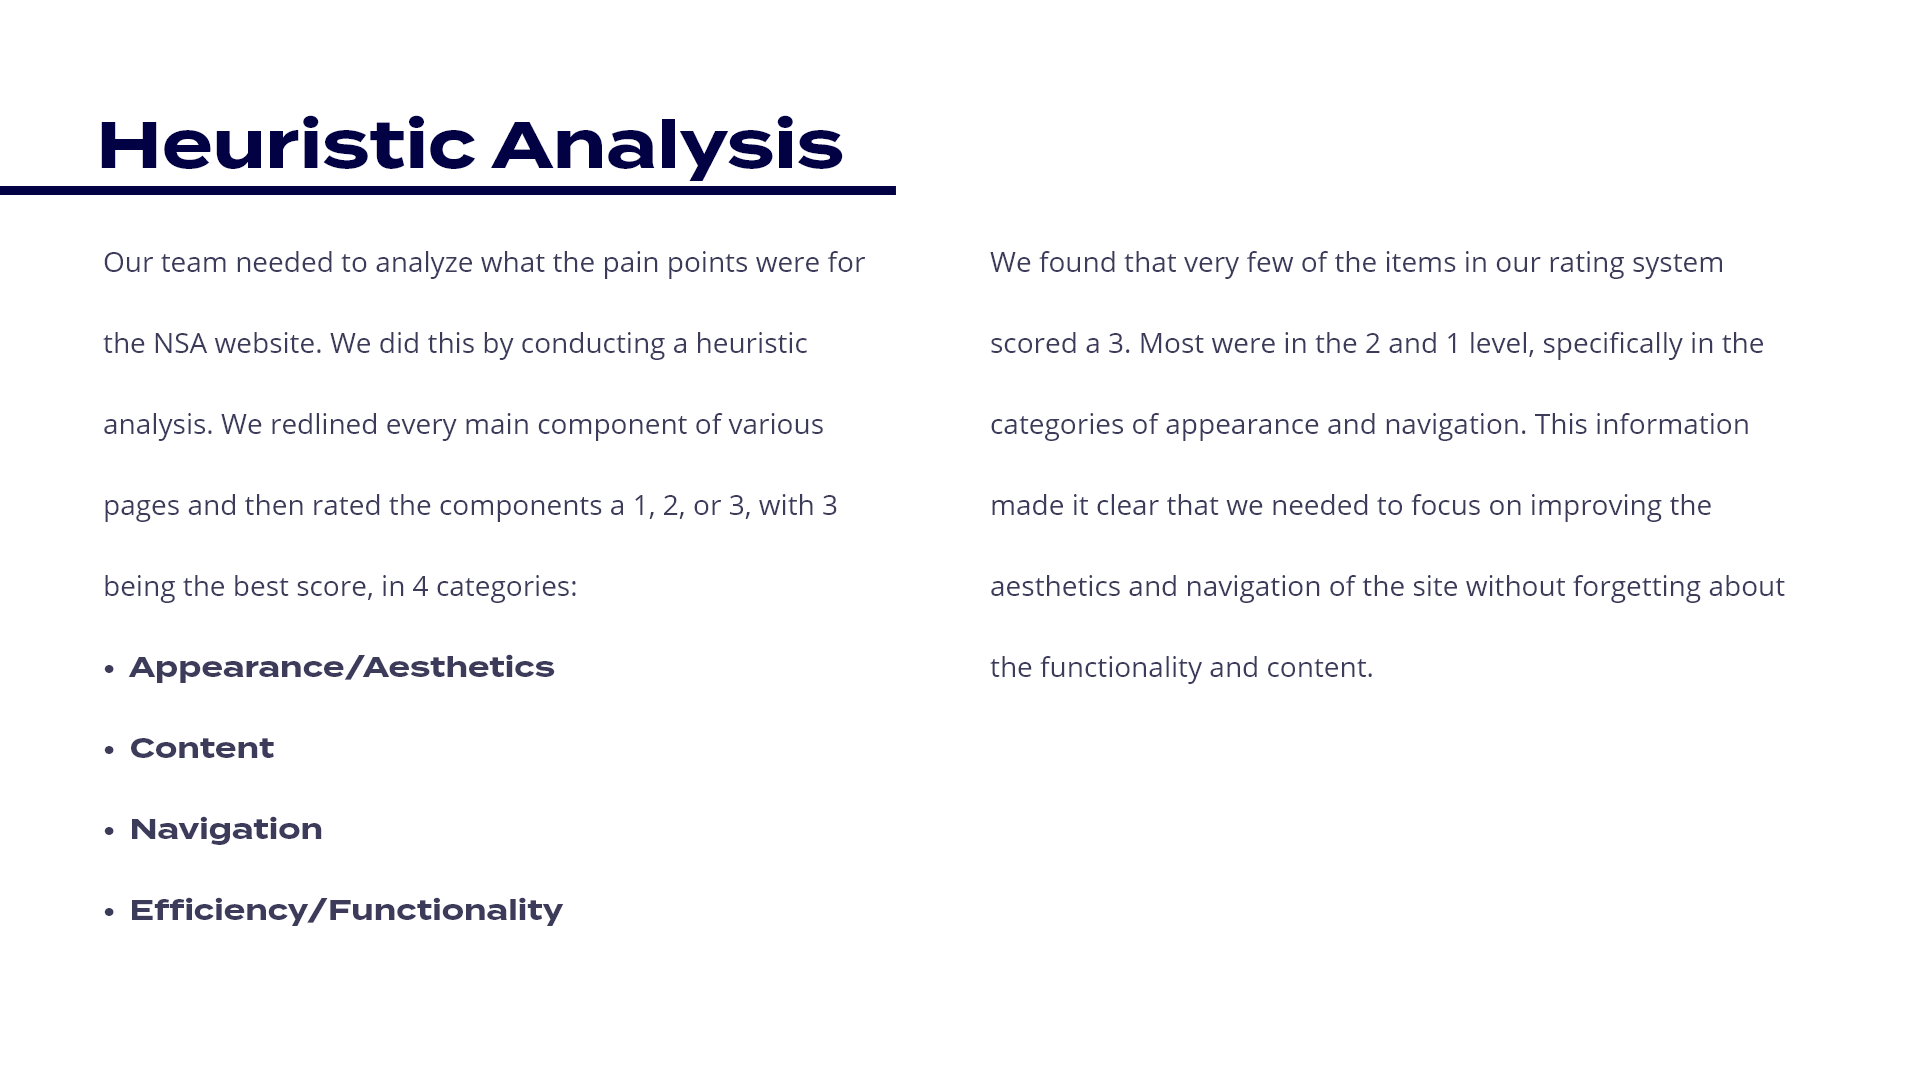 Heuristic Analysis
Our team needed to analyze what the pain points were for
the NSA website. We did this by conducting a heuristic
analysis. We redlined every main component of various
pages and then rated the components a 1, 2, or 3, with 3
being the best score, in 4 categories:
• Appearance/Aesthetics
• Content
• Navigation
• Efficiency/Functionality
We found that very few of the items in our rating system
scored a 3. Most were in the 2 and 1 level, specifically in the
categories of appearance and navigation. This information
made it clear that we needed to focus on improving the
aesthetics and navigation of the site without forgetting about
the functionality and content.